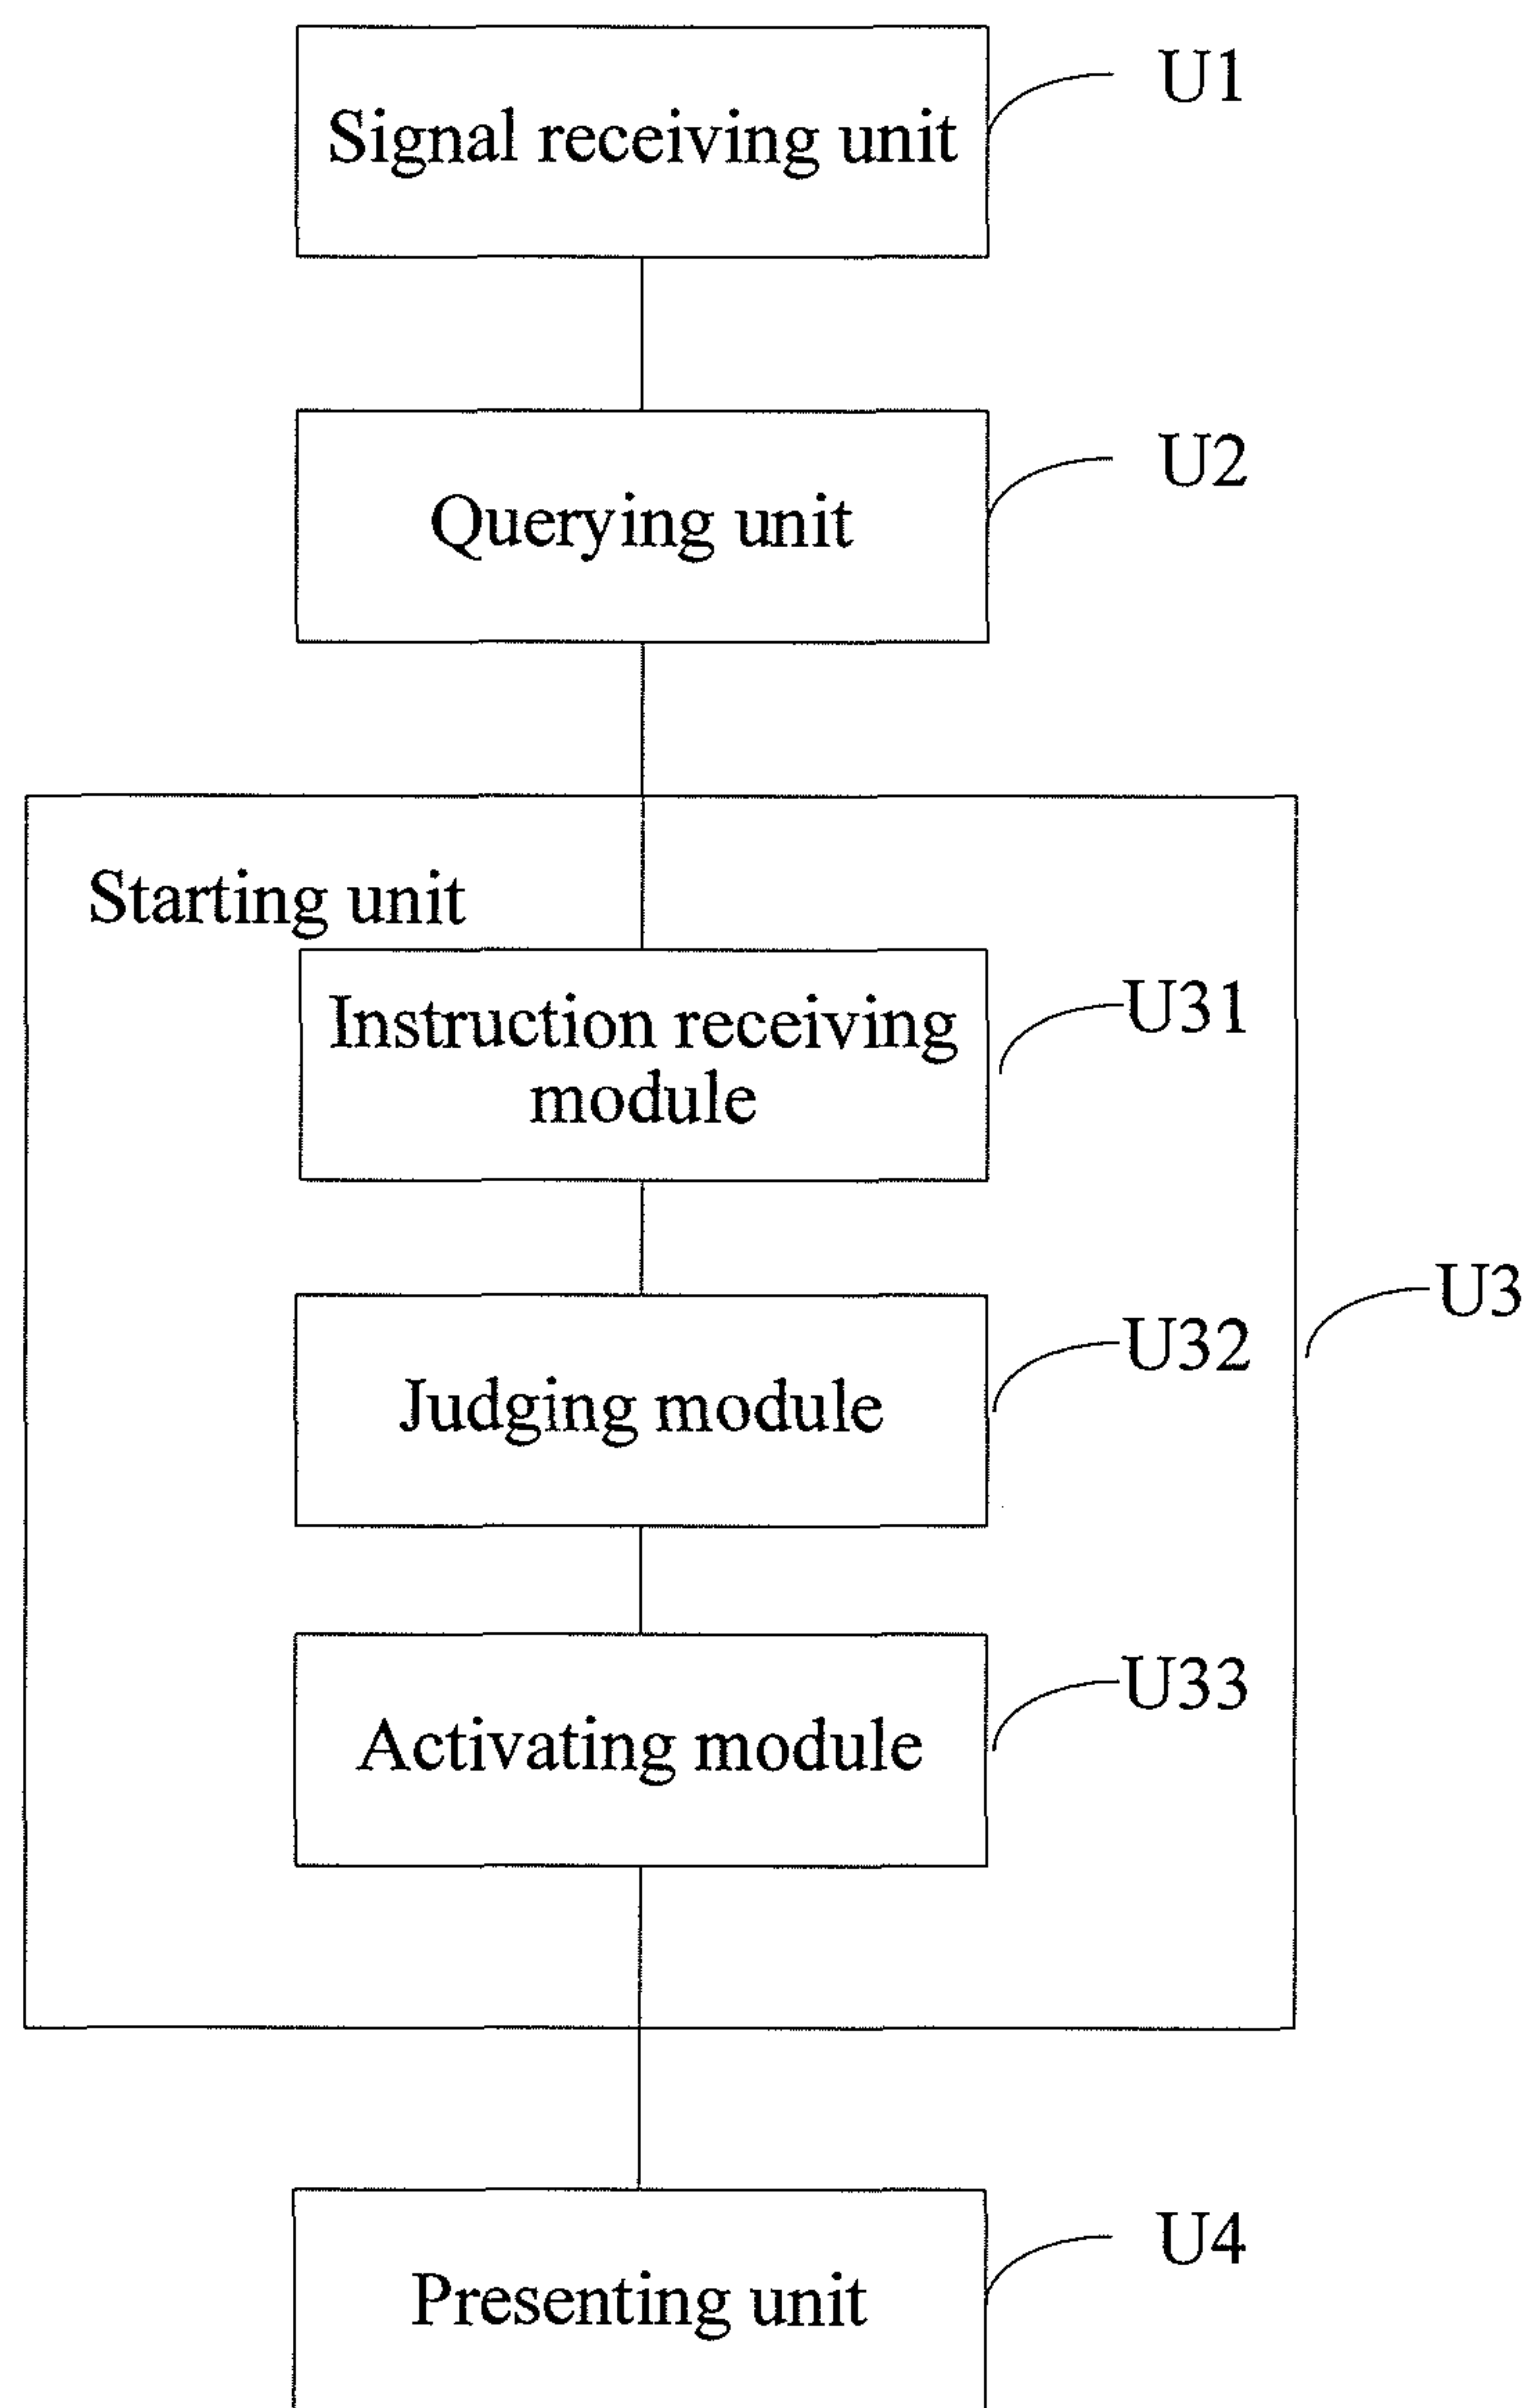 Signal receiving unit
U1
Querying unit
U2
Starting unit
Instruction receiving
module
U31
Judging module
U32
U3
Activating module
U33
Presenting unit
U4